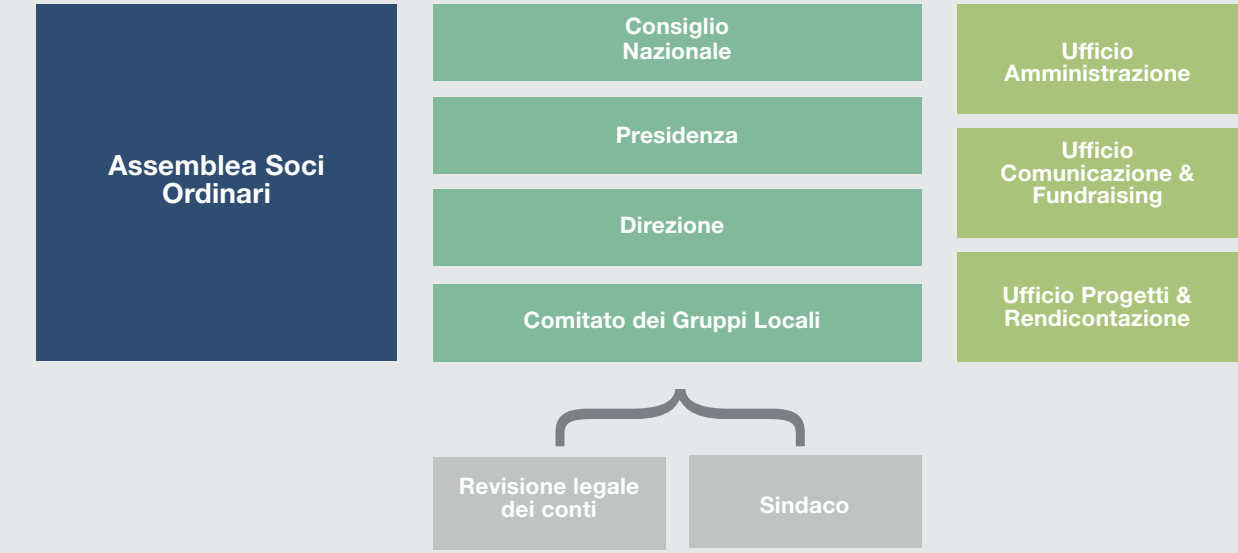 Assemblea Soci
Ordinari
Consiglio
Nazionale
Presidenza
Direzione
Comitato dei Gruppi Locali
Ufficio
Amministrazione
Ufficio
Comunicazione &
Fundraising
Ufficio Progetti &
Rendicontazione
Revisione legale
dei conti
Sindaco